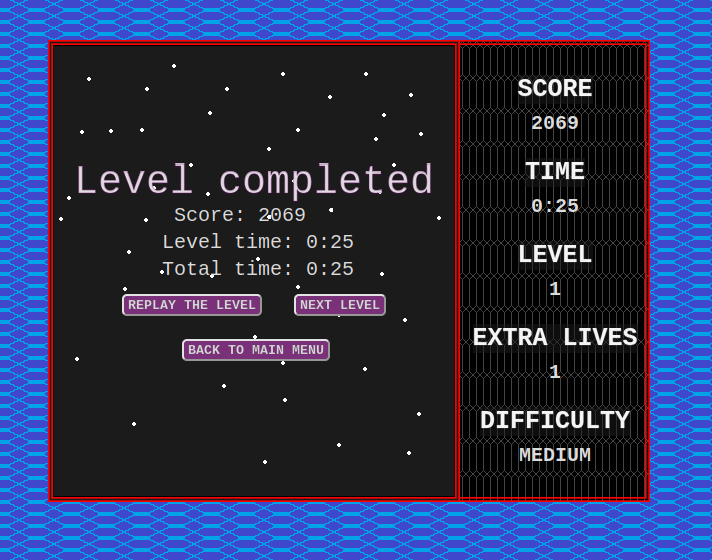 Level completed
Score: 2069
Level time: 0:25
Total time: 0:25
REPLAY THE LEVEL
NEXT LEVEL
BACK TO MAIN MENU
SCORE
2069
TIME
0:25
LEVEL
1
EXTRA LIVES
1
DIFFICULTY
MEDIUM